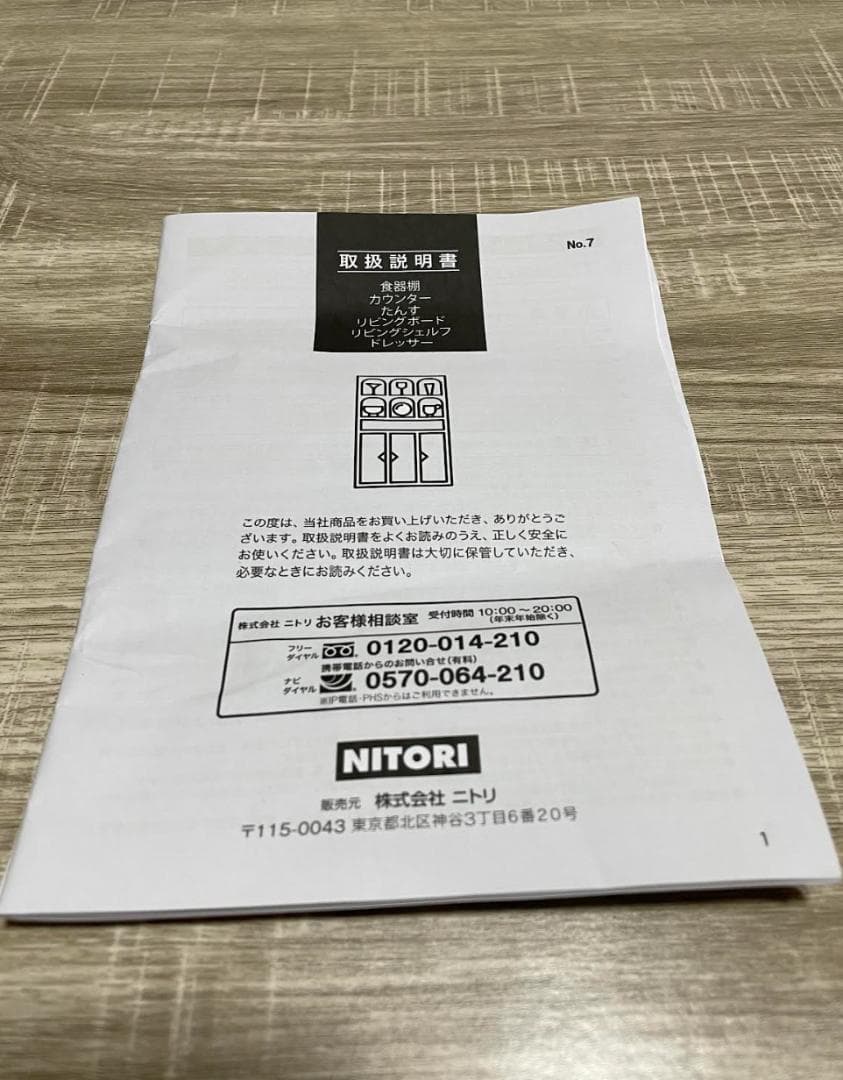 No.7
取扱説明書
食器棚
カウンター
たんす
リビングボード
リビングシェルフ
ドレッサー
この度は、当社商品をお買い上げいただき、ありがとうご
ざいます。取扱説明書をよくお読みのうえ、正しく安全に
お使いください。取扱説明書は大切に保管していただき、
必要なときにお読みください。
株式会社 ニトリ お客様相談室 受付時間 10:00～20:00
(年末年始除く)
フリーダイヤル 0120-014-210
携帯電話からのお問い合せ(有料)
ナビダイヤル 0570-064-210
※IP電話・PHSからはご利用できません。
NITORI
販売元 株式会社 ニトリ
〒115-0043 東京都北区神谷3丁目6番20号
1